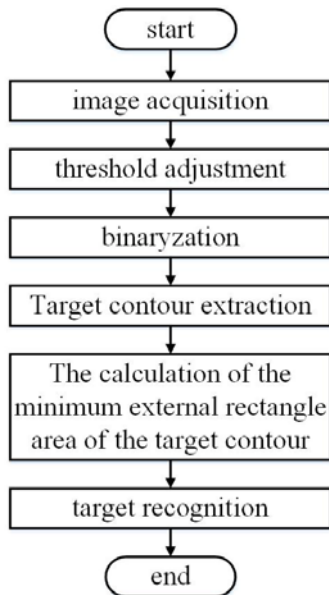 start
image acquisition
threshold adjustment
binaryzation
Target contour extraction
The calculation of the
minimum external rectangle
area of the target contour
target recognition
end